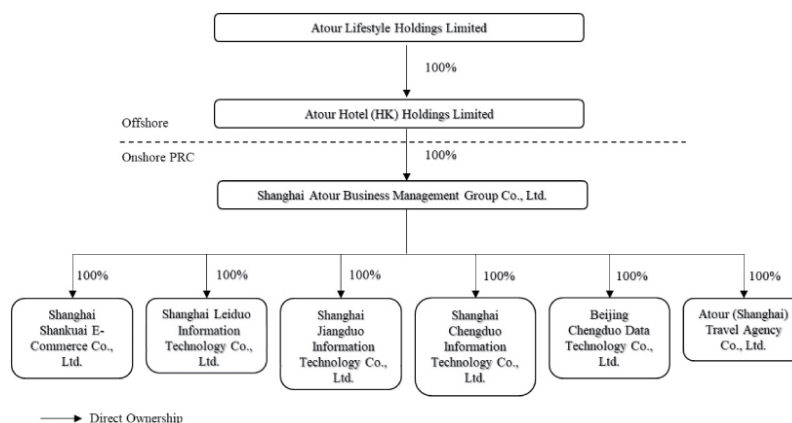 Atour Lifestyle Holdings Limited
100%
Atour Hotel (HK) Holdings Limited
Offshore
Onshore PRC
100%
Shanghai Atour Business Management Group Co., Ltd.
100%
100%
100%
100%
100%
100%
Shanghai
Shankuai E-
Commerce Co.,
Ltd.
Shanghai Leiduo
Information
Technology Co.,
Ltd.
Shanghai
Jiangduo
Information
Technology Co.,
Ltd.
Shanghai
Chengduo
Information
Technology Co.,
Ltd.
Beijing
Chengduo Data
Technology Co.,
Ltd.
Atour (Shanghai)
Travel Agency
Co., Ltd.
Direct Ownership